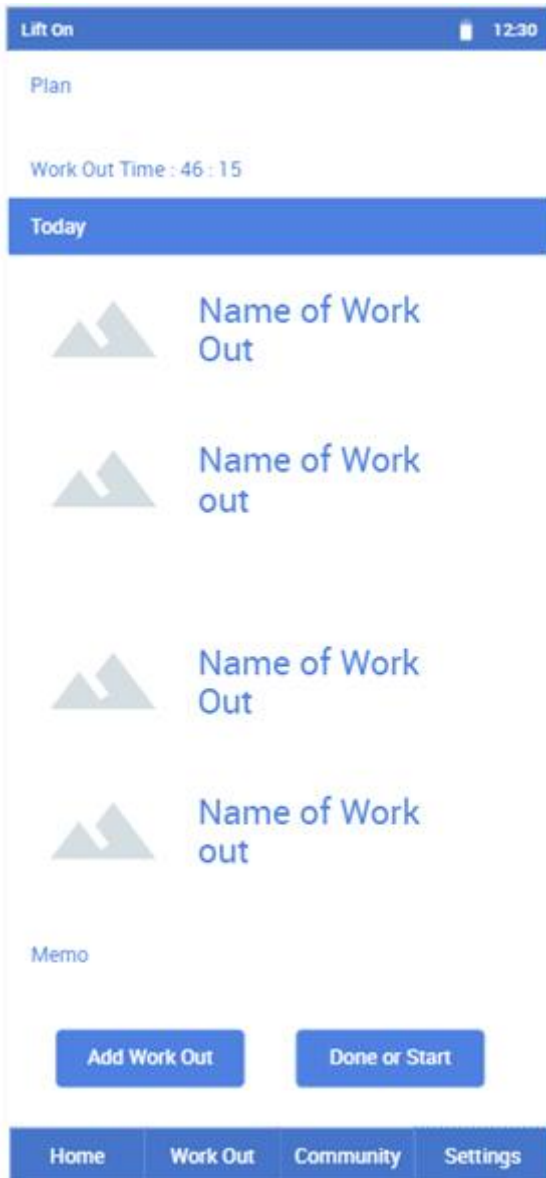 Lift On 12:30
Plan
Work Out Time : 46 : 15
Today
Name of Work
Out
Name of Work
out
Name of Work
Out
Name of Work
out
Memo
Add Work Out Done or Start
Home Work Out Community Settings